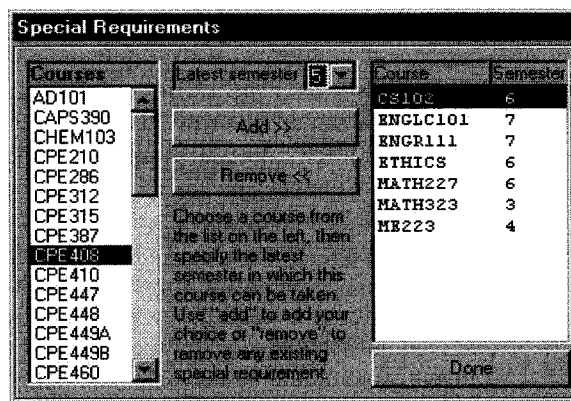 Special Requirements
Courses
AD101
CAPS390
CHEM103
CPE210
CPE286
CPE312
CPE315
CPE387
CPE408
CPE410
CPE447
CPE448
CPE449A
CPE449B
CPE460
Latest semester 5
Add >>
Remove <<
Choose a course from
the list on the left, then
specify the latest
semester in which this
course can be taken.
Use "add" to add your
choice or "remove" to
remove any existing
special requirement.
Course Semester
CS102 6
ENGLC101 7
ENGR111 7
ETHICS 6
MATH227 6
MATH323 3
ME223 4
Done